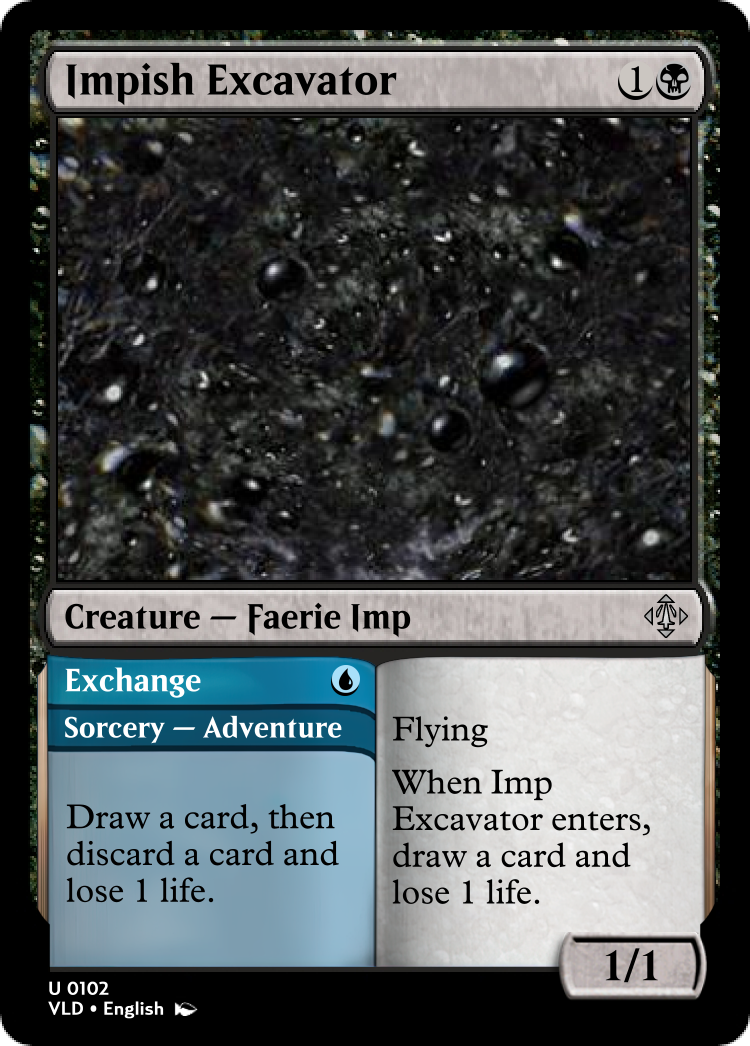 Impish Excavator 1
Creature — Faerie Imp
Exchange
Sorcery — Adventure
Draw a card, then
discard a card and
lose 1 life.
Flying
When Imp
Excavator enters,
draw a card and
lose 1 life.
1/1
U 0102
VLD • English